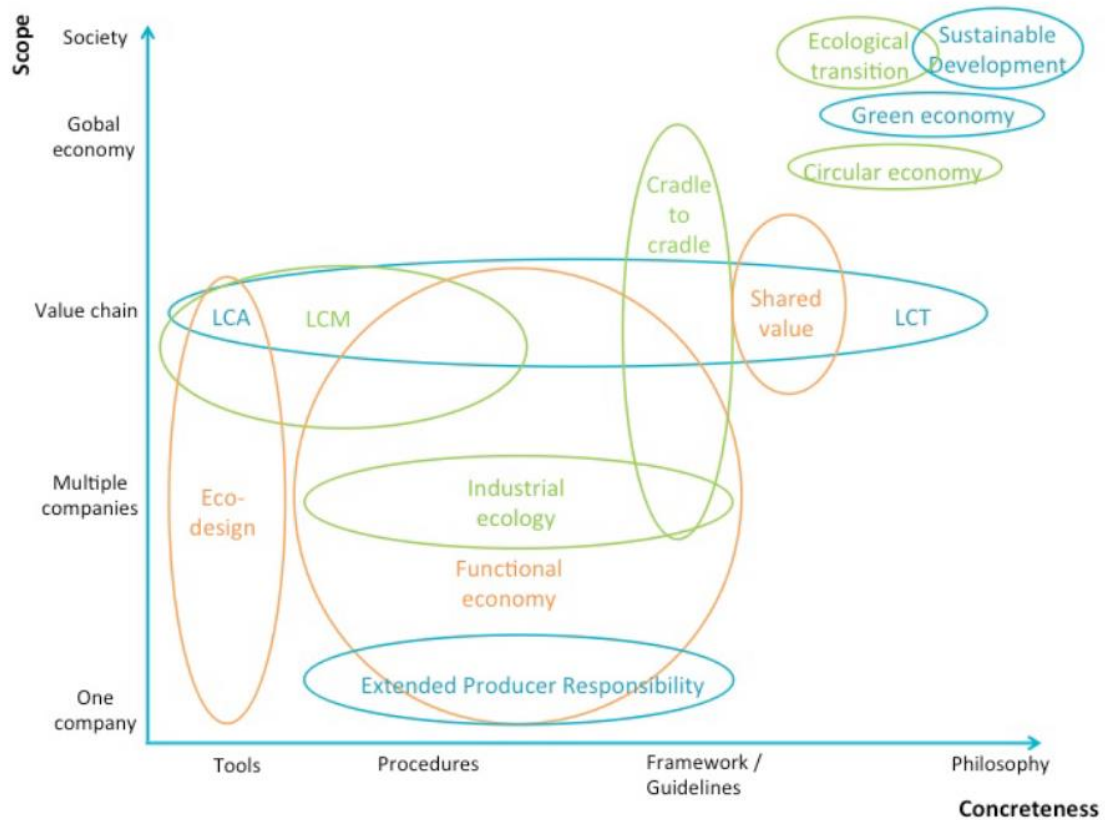 Scope
Society
Ecological
transition
Sustainable
Development
Gobal
economy
Green economy
Circular economy
Cradle
to
cradle
Value chain
LCA
LCM
Shared
value
LCT
Multiple
companies
Eco-
design
Industrial
ecology
Functional
economy
One
company
Extended Producer Responsibility
Tools
Procedures
Framework /
Guidelines
Philosophy
Concreteness